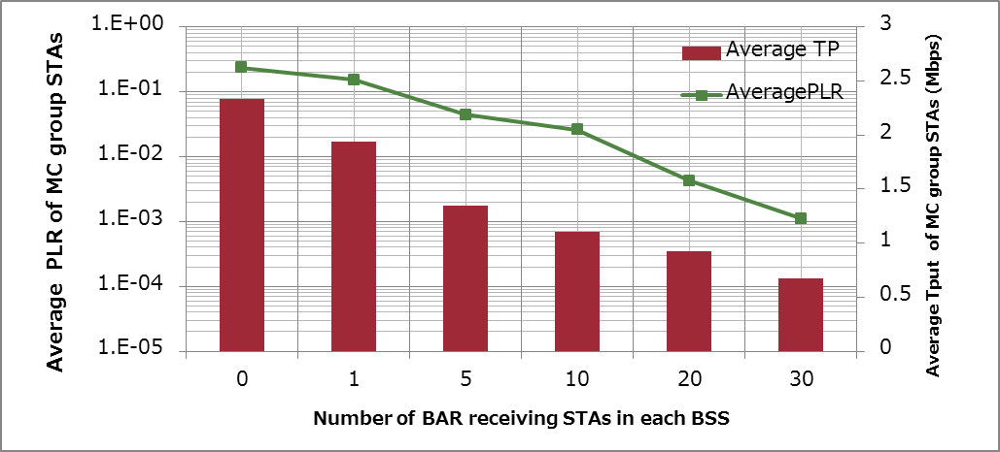 Average PLR of MC group STAs
1.E+00
1.E-01
1.E-02
1.E-03
1.E-04
1.E-05
Average TP
AveragePLR
3
2.5
2
1.5
1
0.5
0
Average Tput of MC group STAs (Mbps)
0 1 5 10 20 30
Number of BAR receiving STAs in each BSS